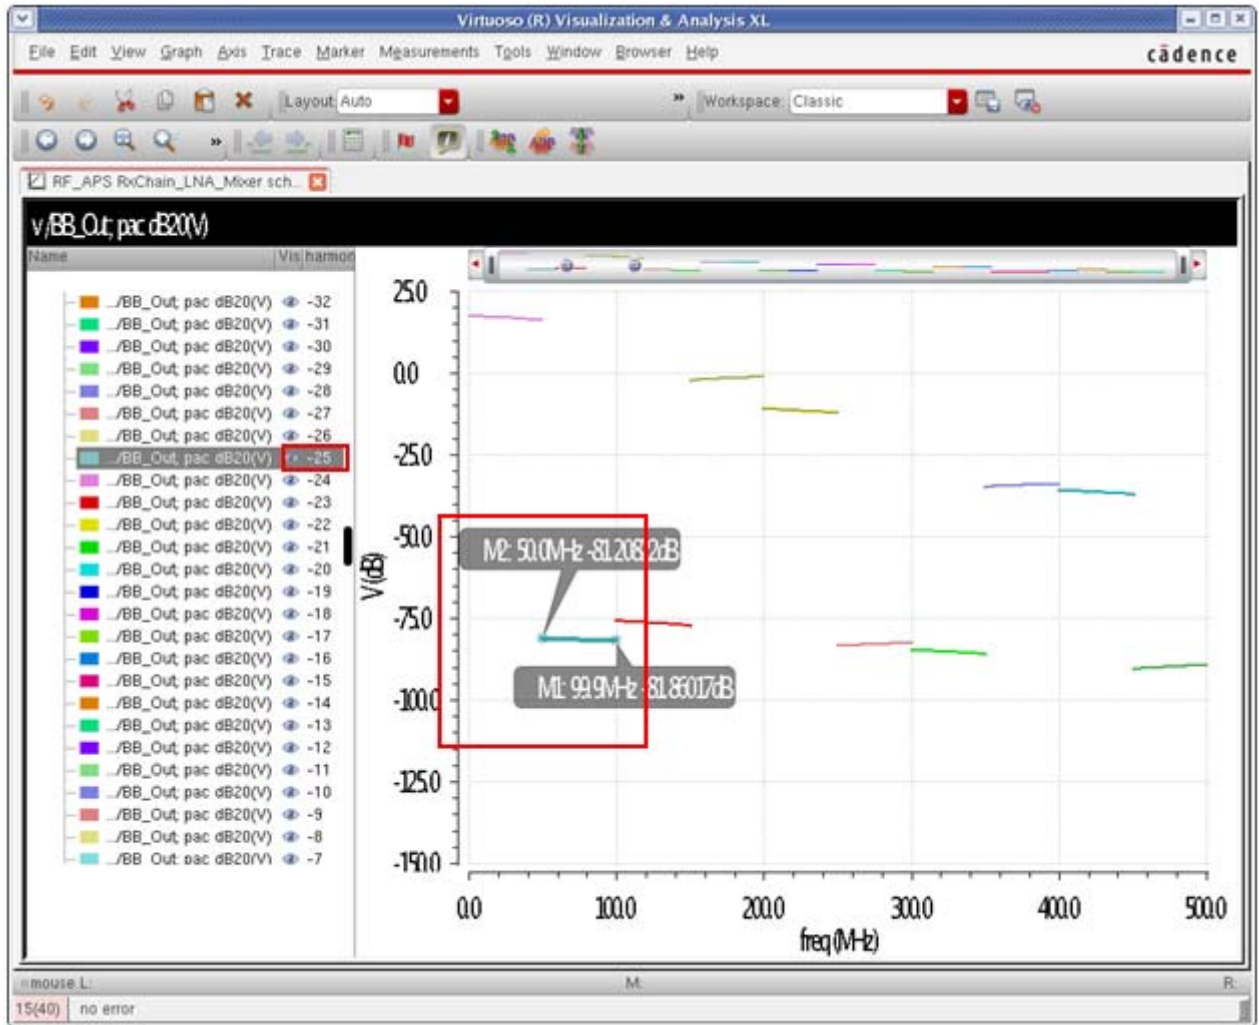 Virtuoso (R) Visualization & Analysis XL
File Edit View Graph Axis Trace Marker Measurements Tools Window Browser Help
cādence
Layout: Auto
» Workspace: Classic
»
RF_APS RxChain_LNA_Mixer sch...
v /BB_Out; pac dB20(V)
Name Vis harmon
.../BB_Out; pac dB20(V) -32
.../BB_Out; pac dB20(V) -31
.../BB_Out; pac dB20(V) -30
.../BB_Out; pac dB20(V) -29
.../BB_Out; pac dB20(V) -28
.../BB_Out; pac dB20(V) -27
.../BB_Out; pac dB20(V) -26
.../BB_Out; pac dB20(V) -25
.../BB_Out; pac dB20(V) -24
.../BB_Out; pac dB20(V) -23
.../BB_Out; pac dB20(V) -22
.../BB_Out; pac dB20(V) -21
.../BB_Out; pac dB20(V) -20
.../BB_Out; pac dB20(V) -19
.../BB_Out; pac dB20(V) -18
.../BB_Out; pac dB20(V) -17
.../BB_Out; pac dB20(V) -16
.../BB_Out; pac dB20(V) -15
.../BB_Out; pac dB20(V) -14
.../BB_Out; pac dB20(V) -13
.../BB_Out; pac dB20(V) -12
.../BB_Out; pac dB20(V) -11
.../BB_Out; pac dB20(V) -10
.../BB_Out; pac dB20(V) -9
.../BB_Out; pac dB20(V) -8
.../BB_Out; pac dB20(V) -7
V (dB)
25.0
0.0
-25.0
-50.0
-75.0
-100.0
-125.0
-150.0
M2: 50.0MHz
M1: 99.9MHz -81.86017dB
0.0 100.0 200.0 300.0 400.0 500.0
freq (MHz)
mouse L: M: R:
15(40) no error